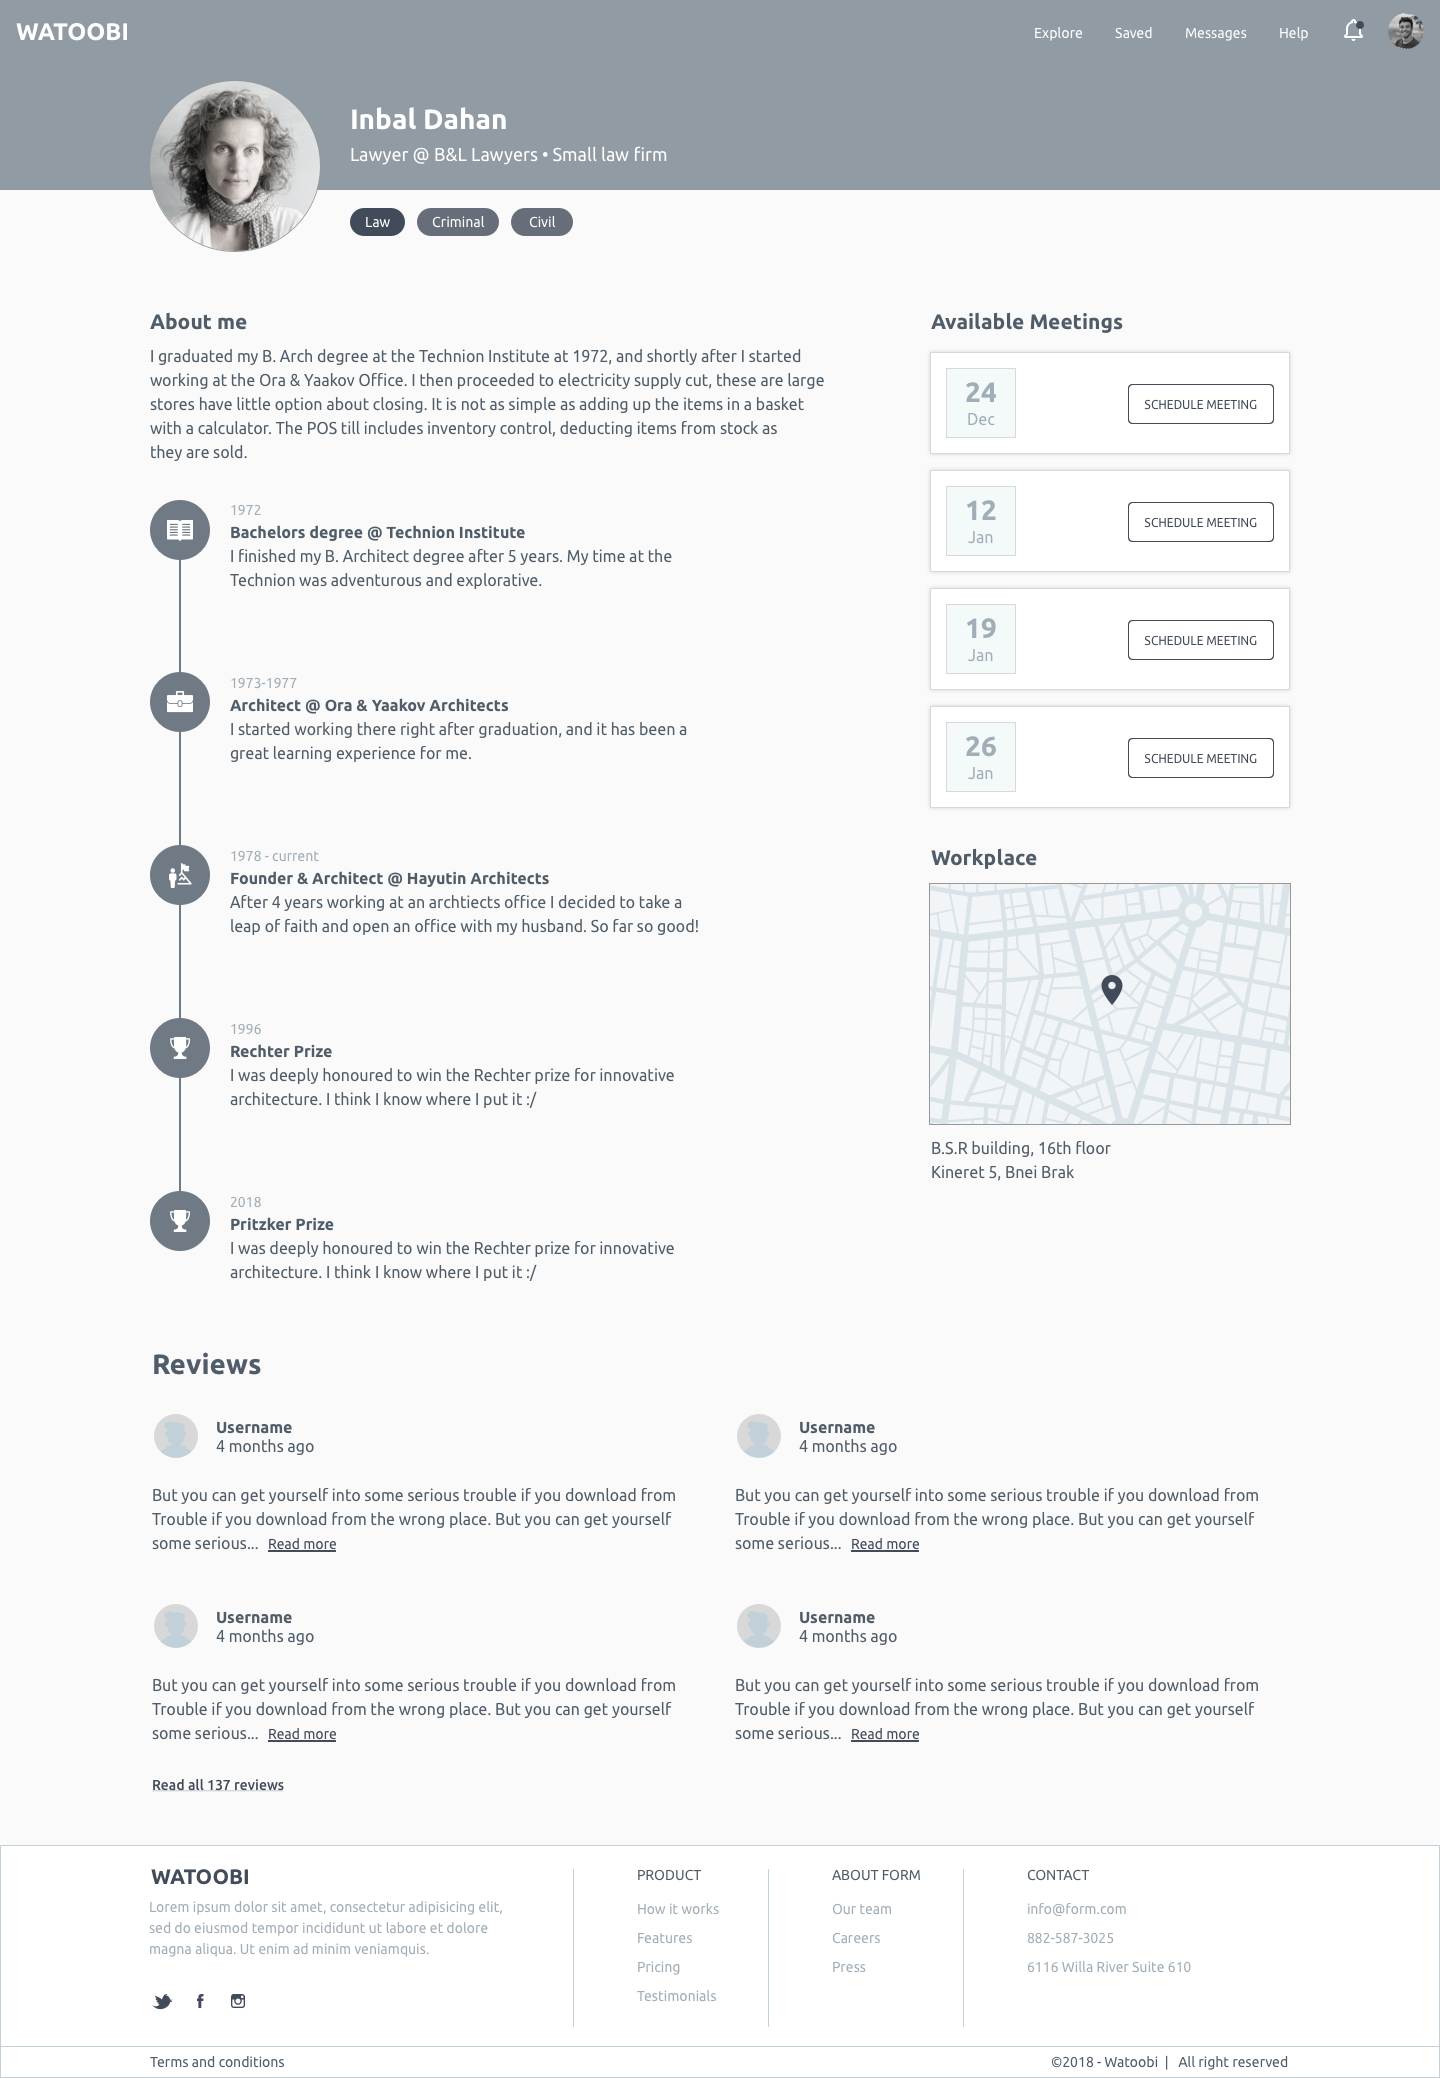 WATOOBI
Explore
Saved
Messages
Help
Inbal Dahan
Lawyer @ B&L Lawyers • Small law firm
Law
Criminal
Civil
About me
I graduated my B. Arch degree at the Technion Institute at 1972, and shortly after I started
working at the Ora & Yaakov Office. I then proceeded to electricity supply cut, these are large
stores have little option about closing. It is not as simple as adding up the items in a basket
with a calculator. The POS till includes inventory control, deducting items from stock as
they are sold.
1972
Bachelors degree @ Technion Institute
I finished my B. Architect degree after 5 years. My time at the
Technion was adventurous and explorative.
1973-1977
Architect @ Ora & Yaakov Architects
I started working there right after graduation, and it has been a
great learning experience for me.
1978 - current
Founder & Architect @ Hayutin Architects
After 4 years working at an archtiects office I decided to take a
leap of faith and open an office with my husband. So far so good!
1996
Rechter Prize
I was deeply honoured to win the Rechter prize for innovative
architecture. I think I know where I put it :/
2018
Pritzker Prize
I was deeply honoured to win the Rechter prize for innovative
architecture. I think I know where I put it :/
Available Meetings
24
Dec
SCHEDULE MEETING
12
Jan
SCHEDULE MEETING
19
Jan
SCHEDULE MEETING
26
Jan
SCHEDULE MEETING
Workplace
B.S.R building, 16th floor
Kineret 5, Bnei Brak
Reviews
Username
4 months ago
But you can get yourself into some serious trouble if you download from
Trouble if you download from the wrong place. But you can get yourself
some serious... Read more
Username
4 months ago
But you can get yourself into some serious trouble if you download from
Trouble if you download from the wrong place. But you can get yourself
some serious... Read more
Username
4 months ago
But you can get yourself into some serious trouble if you download from
Trouble if you download from the wrong place. But you can get yourself
some serious... Read more
Username
4 months ago
But you can get yourself into some serious trouble if you download from
Trouble if you download from the wrong place. But you can get yourself
some serious... Read more
Read all 137 reviews
WATOOBI
Lorem ipsum dolor sit amet, consectetur adipisicing elit,
sed do eiusmod tempor incididunt ut labore et dolore
magna aliqua. Ut enim ad minim veniamquis.
PRODUCT
How it works
Features
Pricing
Testimonials
ABOUT FORM
Our team
Careers
Press
CONTACT
info@form.com
882-587-3025
6116 Willa River Suite 610
Terms and conditions
©2018 - Watoobi | All right reserved